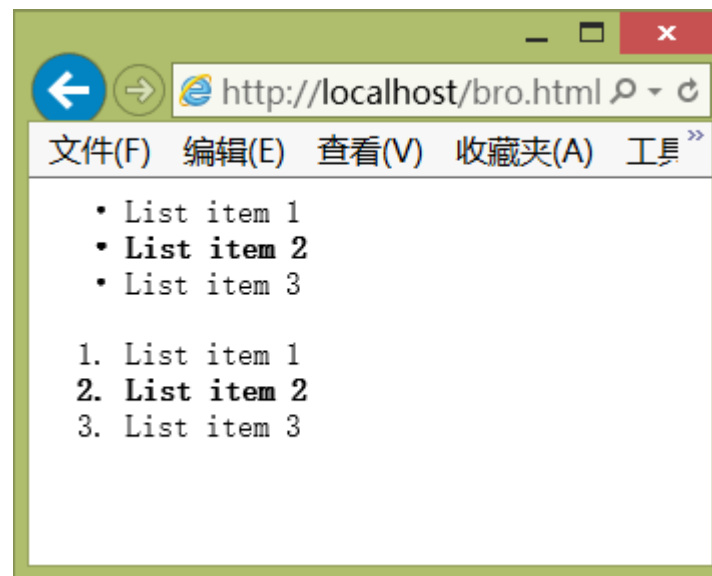 http://localhost/bro.html
文件(F) 编辑(E) 查看(V) 收藏夹(A) 工具
• List item 1
• List item 2
• List item 3
1. List item 1
2. List item 2
3. List item 3